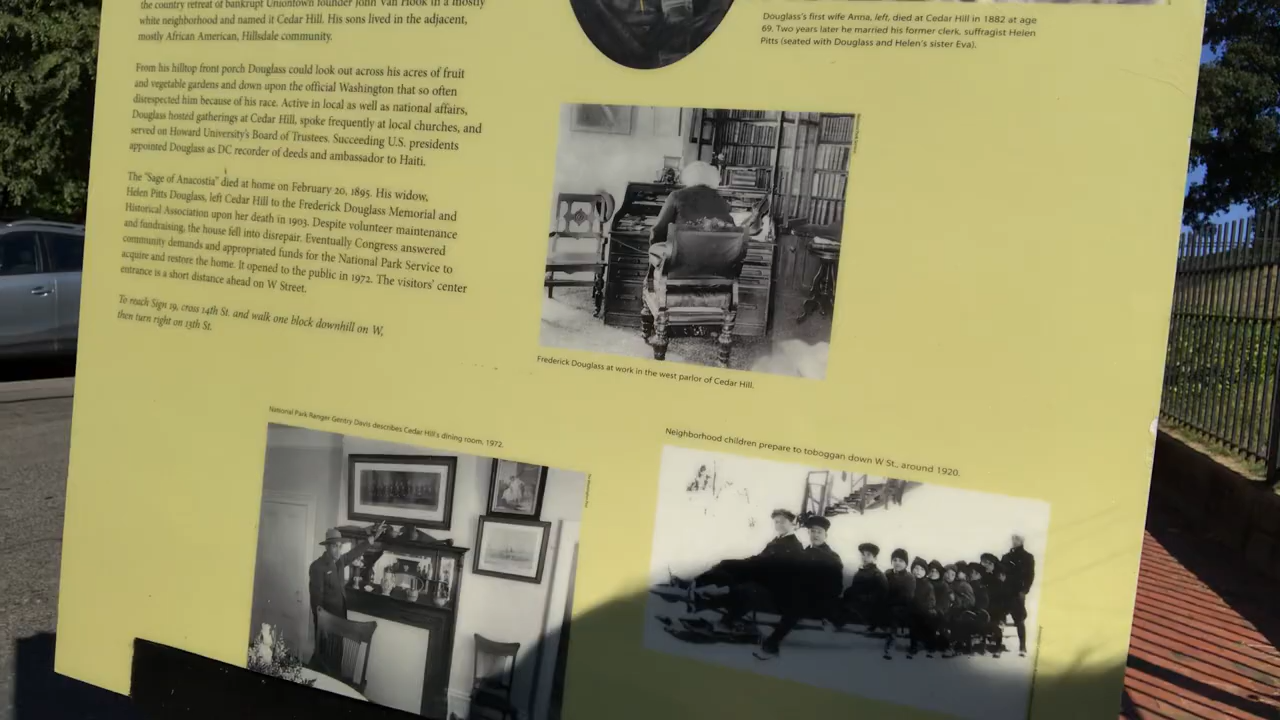 the country retreat of bankrupt Uniontown founder John Van Hook in a mostly
white neighborhood and named it Cedar Hill. His sons lived in the adjacent,
mostly African American, Hillsdale community.
From his hilltop front porch Douglass could look out across his acres of fruit
and vegetable gardens and down upon the official Washington that so often
disrespected him because of his race. Active in local as well as national affairs,
Douglass hosted gatherings at Cedar Hill, spoke frequently at local churches, and
served on Howard University's Board of Trustees. Succeeding U.S. presidents
appointed Douglass as DC recorder of deeds and ambassador to Haiti.
The "Sage of Anacostia" died at home on February 20, 1895. His widow,
Helen Pitts Douglass, left Cedar Hill to the Frederick Douglass Memorial and
Historical Association upon her death in 1903. Despite volunteer maintenance
and fundraising, the house fell into disrepair. Eventually Congress answered
community demands and appropriated funds for the National Park Service to
acquire and restore the home. It opened to the public in 1972. The visitors' center
entrance is a short distance ahead on W Street.
To reach Sign 19, cross 14th St. and walk one block downhill on W,
then turn right on 13th St.
Douglass's first wife Anna, left, died at Cedar Hill in 1882 at age
69. Two years later he married his former clerk, suffragist Helen
Pitts (seated with Douglass and Helen's sister Eva).
Frederick Douglass at work in the west parlor of Cedar Hill.
National Park Ranger Gentry Davis describes Cedar Hill's dining room, 1972.
Neighborhood children prepare to toboggan down W St., around 1920.